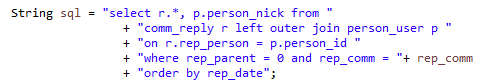 String sql = "select r.*, p.person_nick from "
+ "comm_reply r left outer join person_user p "
+ "on r.rep_person = p.person_id "
+ "where rep_parent = 0 and rep_comm = "+ rep_comm
+ "order by rep_date";